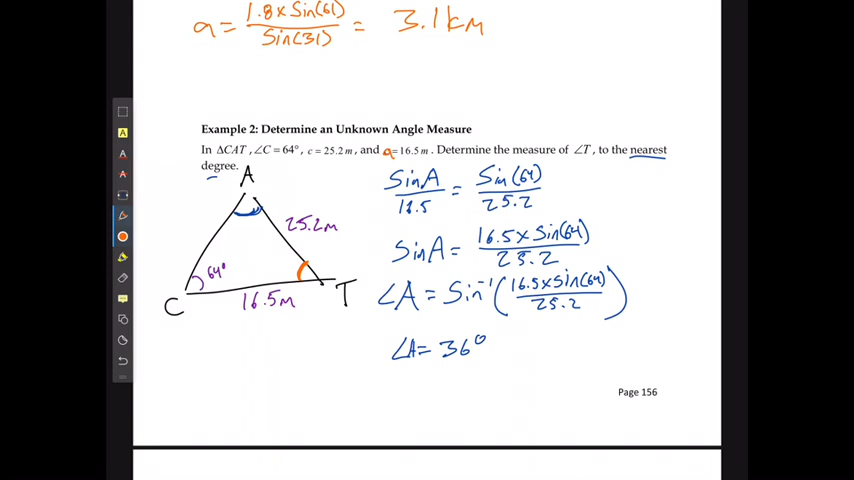 a = 1.8 x Sin(61) / Sin(31) = 3.1 km
Example 2: Determine an Unknown Angle Measure
In ΔCAT, ∠C = 64°, c = 25.2 m, and a = 16.5 m. Determine the measure of ∠T, to the nearest
degree.
A
SinA / 16.5 = Sin(64) / 25.2
25.2m
SinA = 16.5 x Sin(64) / 25.2
64°
∠A = Sin⁻¹ (16.5 x Sin(64) / 25.2)
C
16.5m
T
∠A = 36°
Page 156